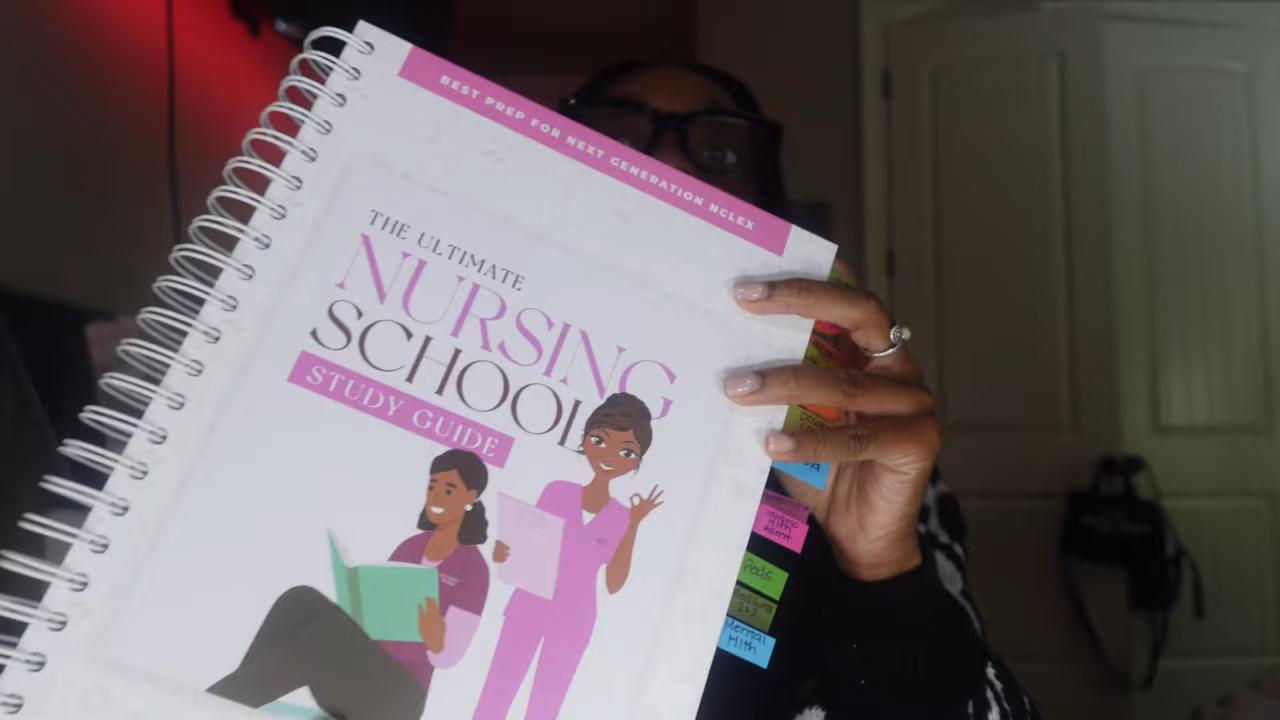 BEST PREP FOR NEXT GENERATION NCLEX
THE ULTIMATE
NURSING
SCHOOL
STUDY GUIDE
Peds
Mental
Hlth